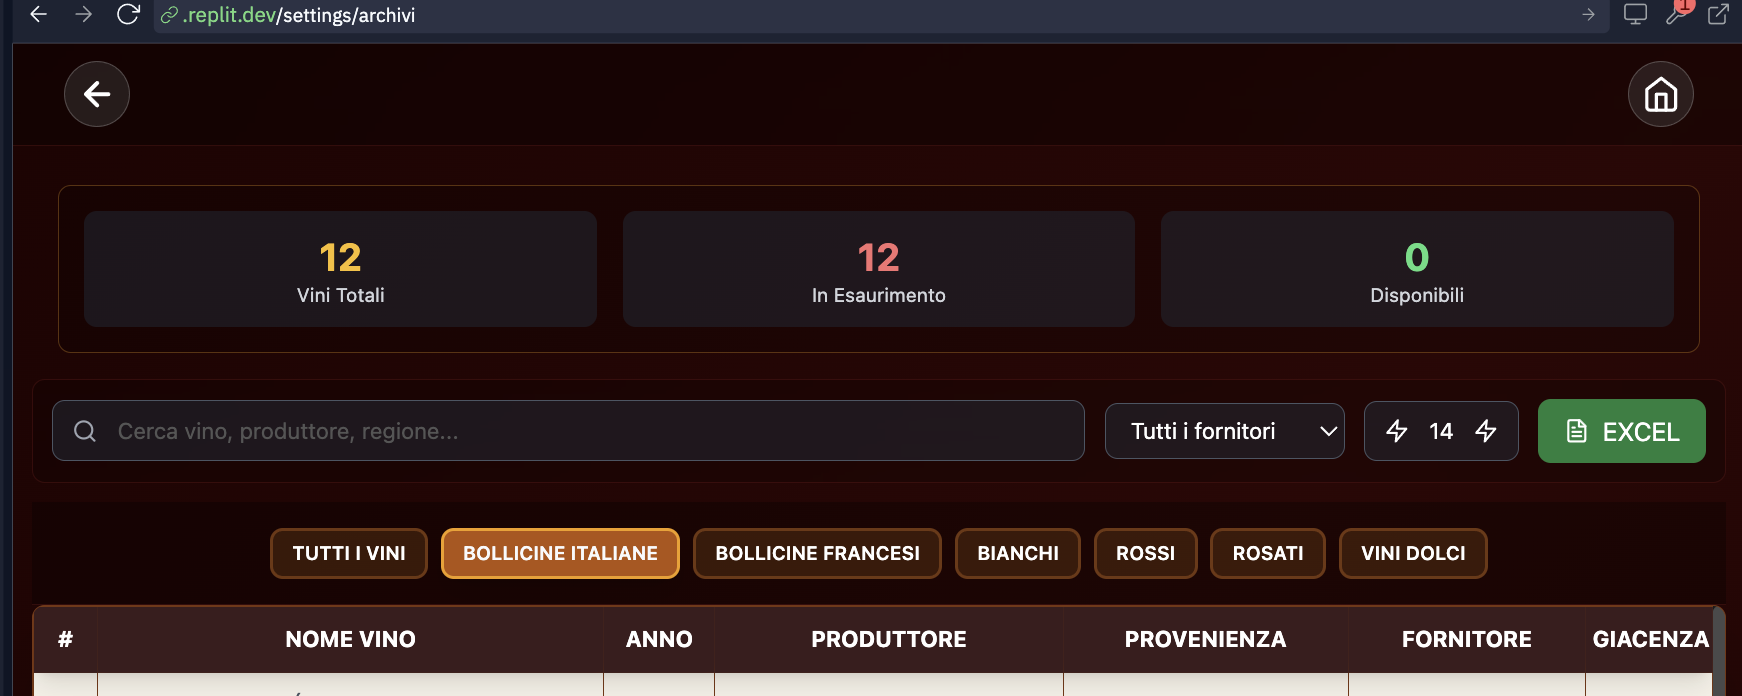 .replit.dev/settings/archivi
1
12
Vini Totali
12
In Esaurimento
0
Disponibili
Cerca vino, produttore, regione...
Tutti i fornitori
14
EXCEL
TUTTI I VINI
BOLLICINE ITALIANE
BOLLICINE FRANCESI
BIANCHI
ROSSI
ROSATI
VINI DOLCI
# NOME VINO ANNO PRODUTTORE PROVENIENZA FORNITORE GIACENZA